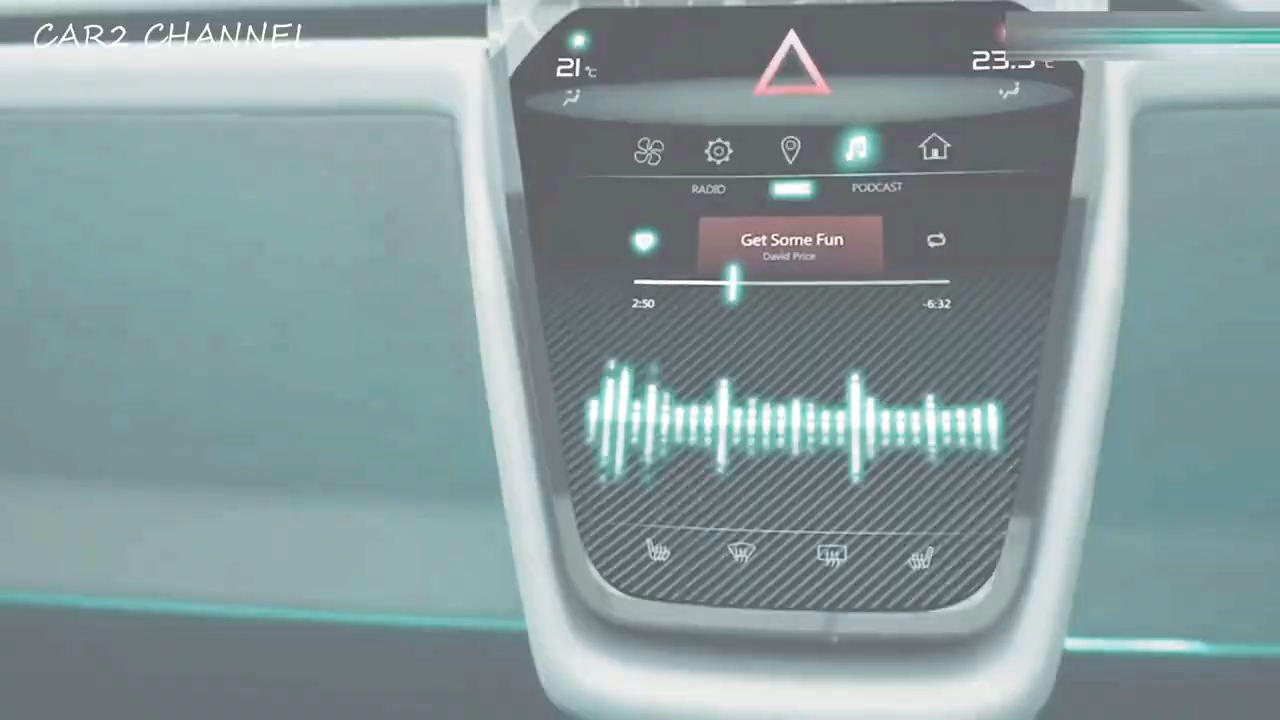 CAR2 CHANNEL
21°C
RADIO
PODCAST
Get Some Fun
David Price
2:50
-6:32